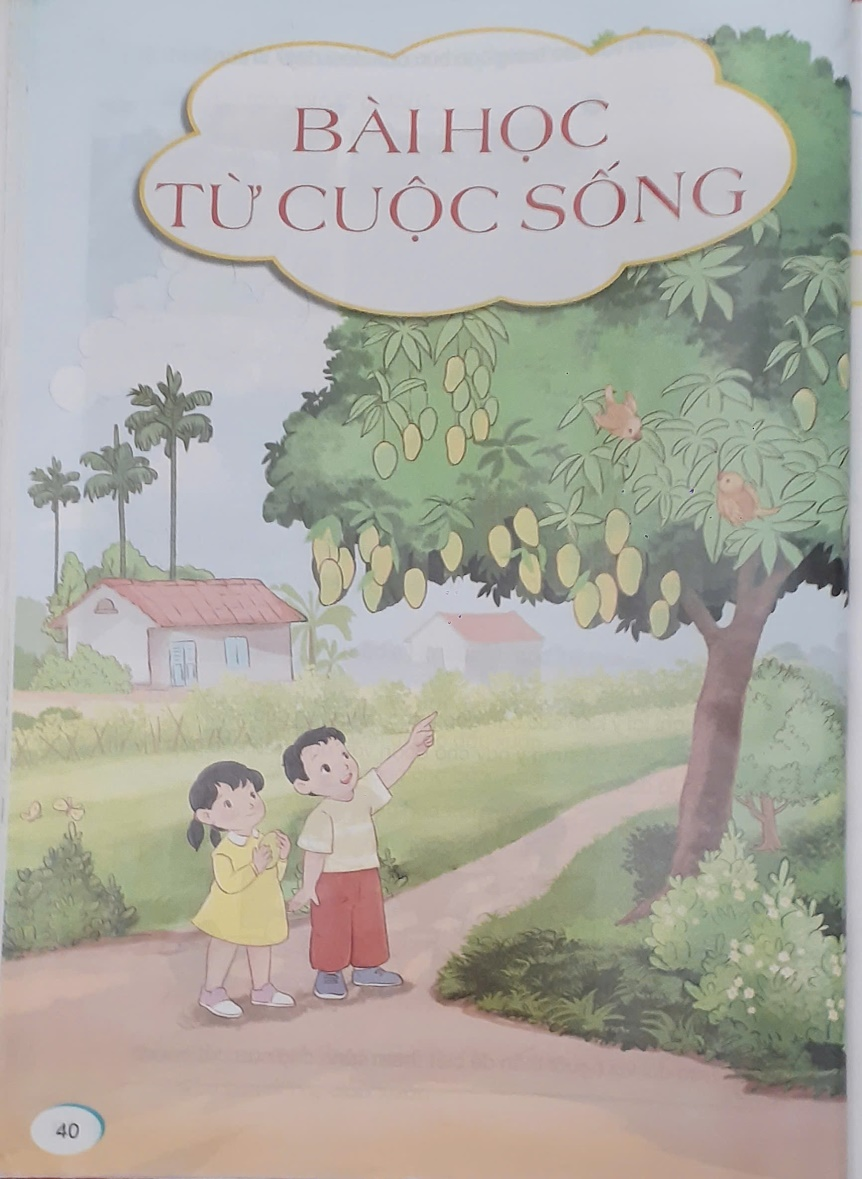 BÀI HỌC
TỪ CUỘC SỐNG
40